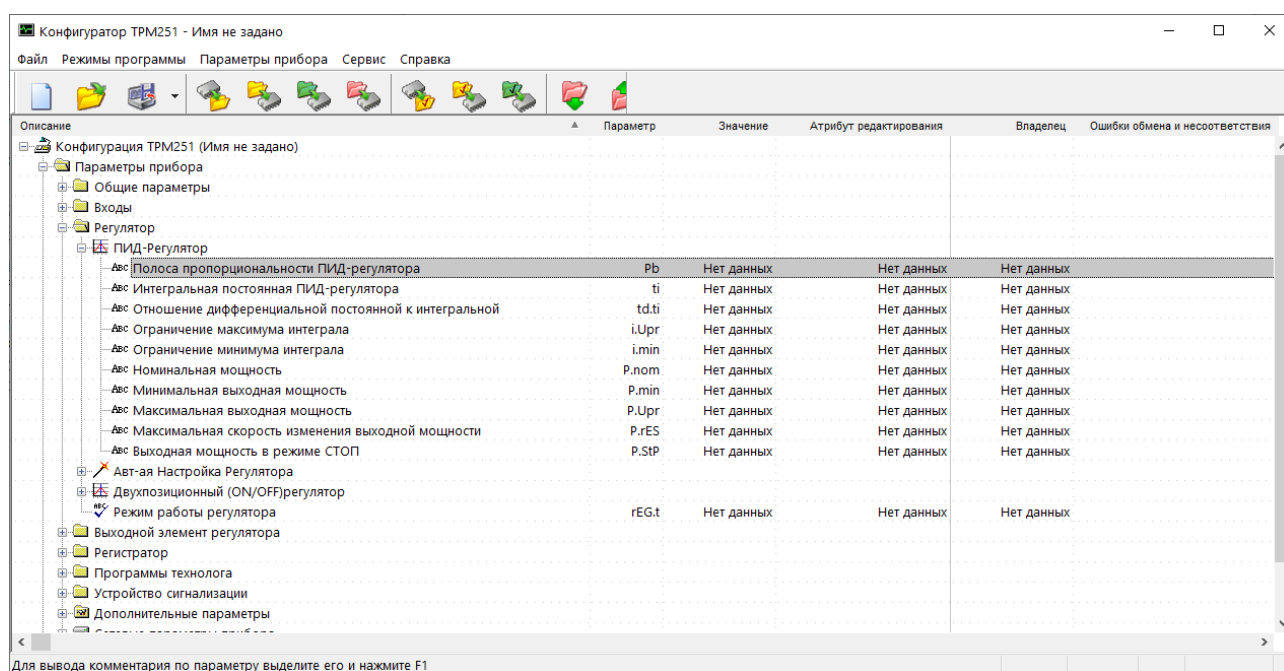 Конфигуратор ТРМ251 - Имя не задано
Файл Режимы программы Параметры прибора Сервис Справка
Описание Параметр Значение Атрибут редактирования Владелец Ошибки обмена и несоответствия
Конфигурация ТРМ251 (Имя не задано)
Параметры прибора
Общие параметры
Входы
Регулятор
ПИД-Регулятор
Полоса пропорциональности ПИД-регулятора Pb Нет данных Нет данных Нет данных
Интегральная постоянная ПИД-регулятора ti Нет данных Нет данных Нет данных
Отношение дифференциальной постоянной к интегральной td.ti Нет данных Нет данных Нет данных
Ограничение максимума интеграла i.Upr Нет данных Нет данных Нет данных
Ограничение минимума интеграла i.min Нет данных Нет данных Нет данных
Номинальная мощность P.nom Нет данных Нет данных Нет данных
Минимальная выходная мощность P.min Нет данных Нет данных Нет данных
Максимальная выходная мощность P.Upr Нет данных Нет данных Нет данных
Максимальная скорость изменения выходной мощности P.rES Нет данных Нет данных Нет данных
Выходная мощность в режиме СТОП P.StP Нет данных Нет данных Нет данных
Авт-ая Настройка Регулятора
Двухпозиционный (ON/OFF)регулятор
Режим работы регулятора rEG.t Нет данных Нет данных Нет данных
Выходной элемент регулятора
Регистратор
Программы технолога
Устройство сигнализации
Дополнительные параметры
Для вывода комментария по параметру выделите его и нажмите F1